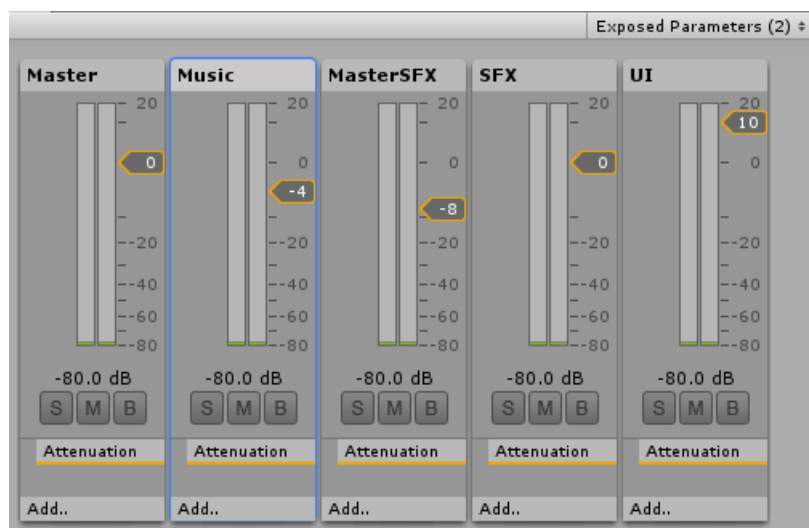 Exposed Parameters (2)
Master Music MasterSFX SFX UI
20 20 20 20 20
10
0 0 0 0 0
-4
-8
--20 --20 --20 --20 --20
--40 --40 --40 --40 --40
--60 --60 --60 --60 --60
--80 --80 --80 --80 --80
-80.0 dB -80.0 dB -80.0 dB -80.0 dB -80.0 dB
S M B S M B S M B S M B S M B
Attenuation Attenuation Attenuation Attenuation Attenuation
Add.. Add.. Add.. Add.. Add..